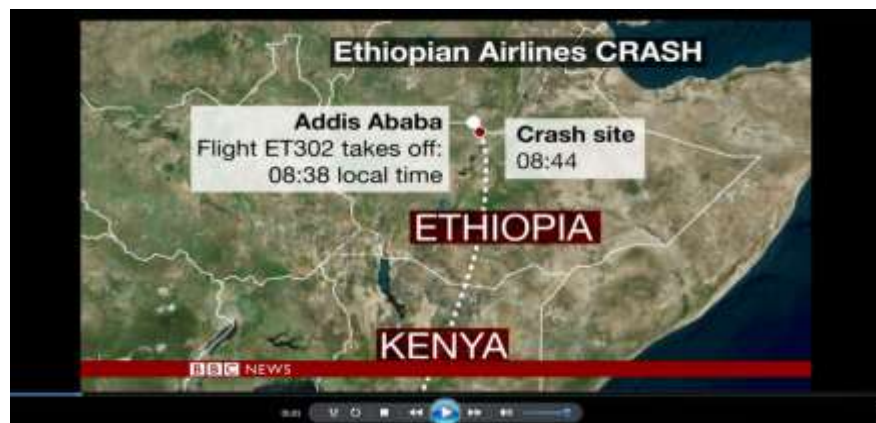 Ethiopian Airlines CRASH
Addis Ababa
Flight ET302 takes off:
08:38 local time
Crash site
08:44
ETHIOPIA
KENYA
BBC NEWS